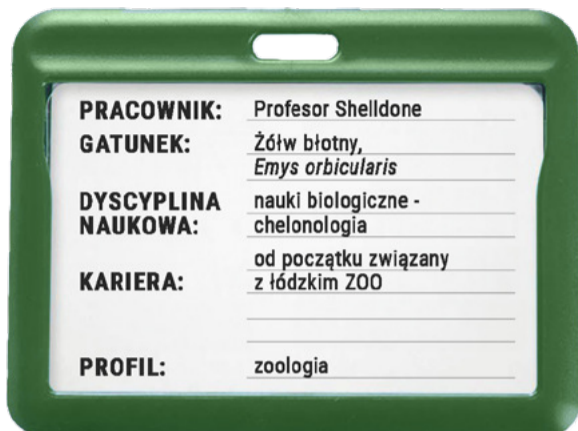 PRACOWNIK: Profesor Shelldone
GATUNEK: Żółw błotny,
Emys orbicularis
DYSCYPLINA nauki biologiczne -
NAUKOWA: chelonologia
od początku związany
KARIERA: z łódzkim ZOO
PROFIL: zoologia